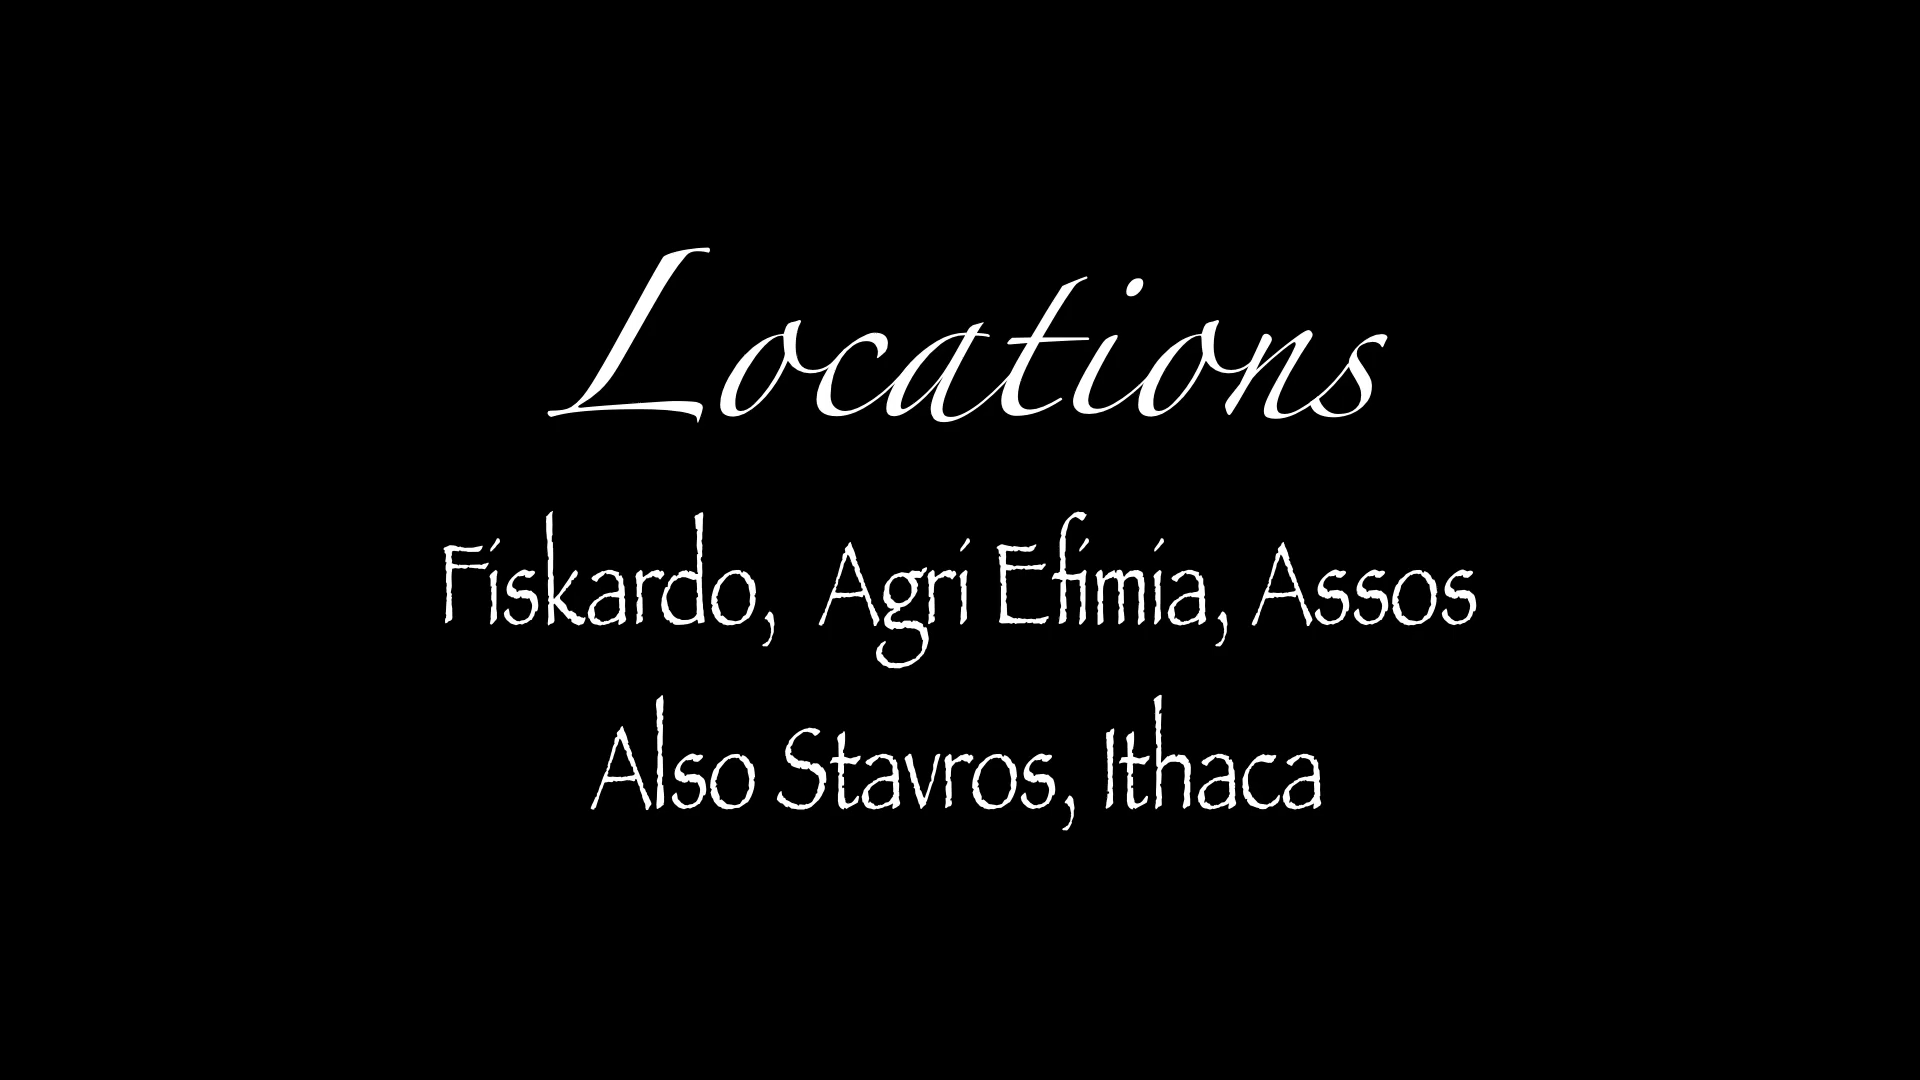 Locations
Fiskardo, Agri Efimia, Assos
Also Stavros, Ithaca